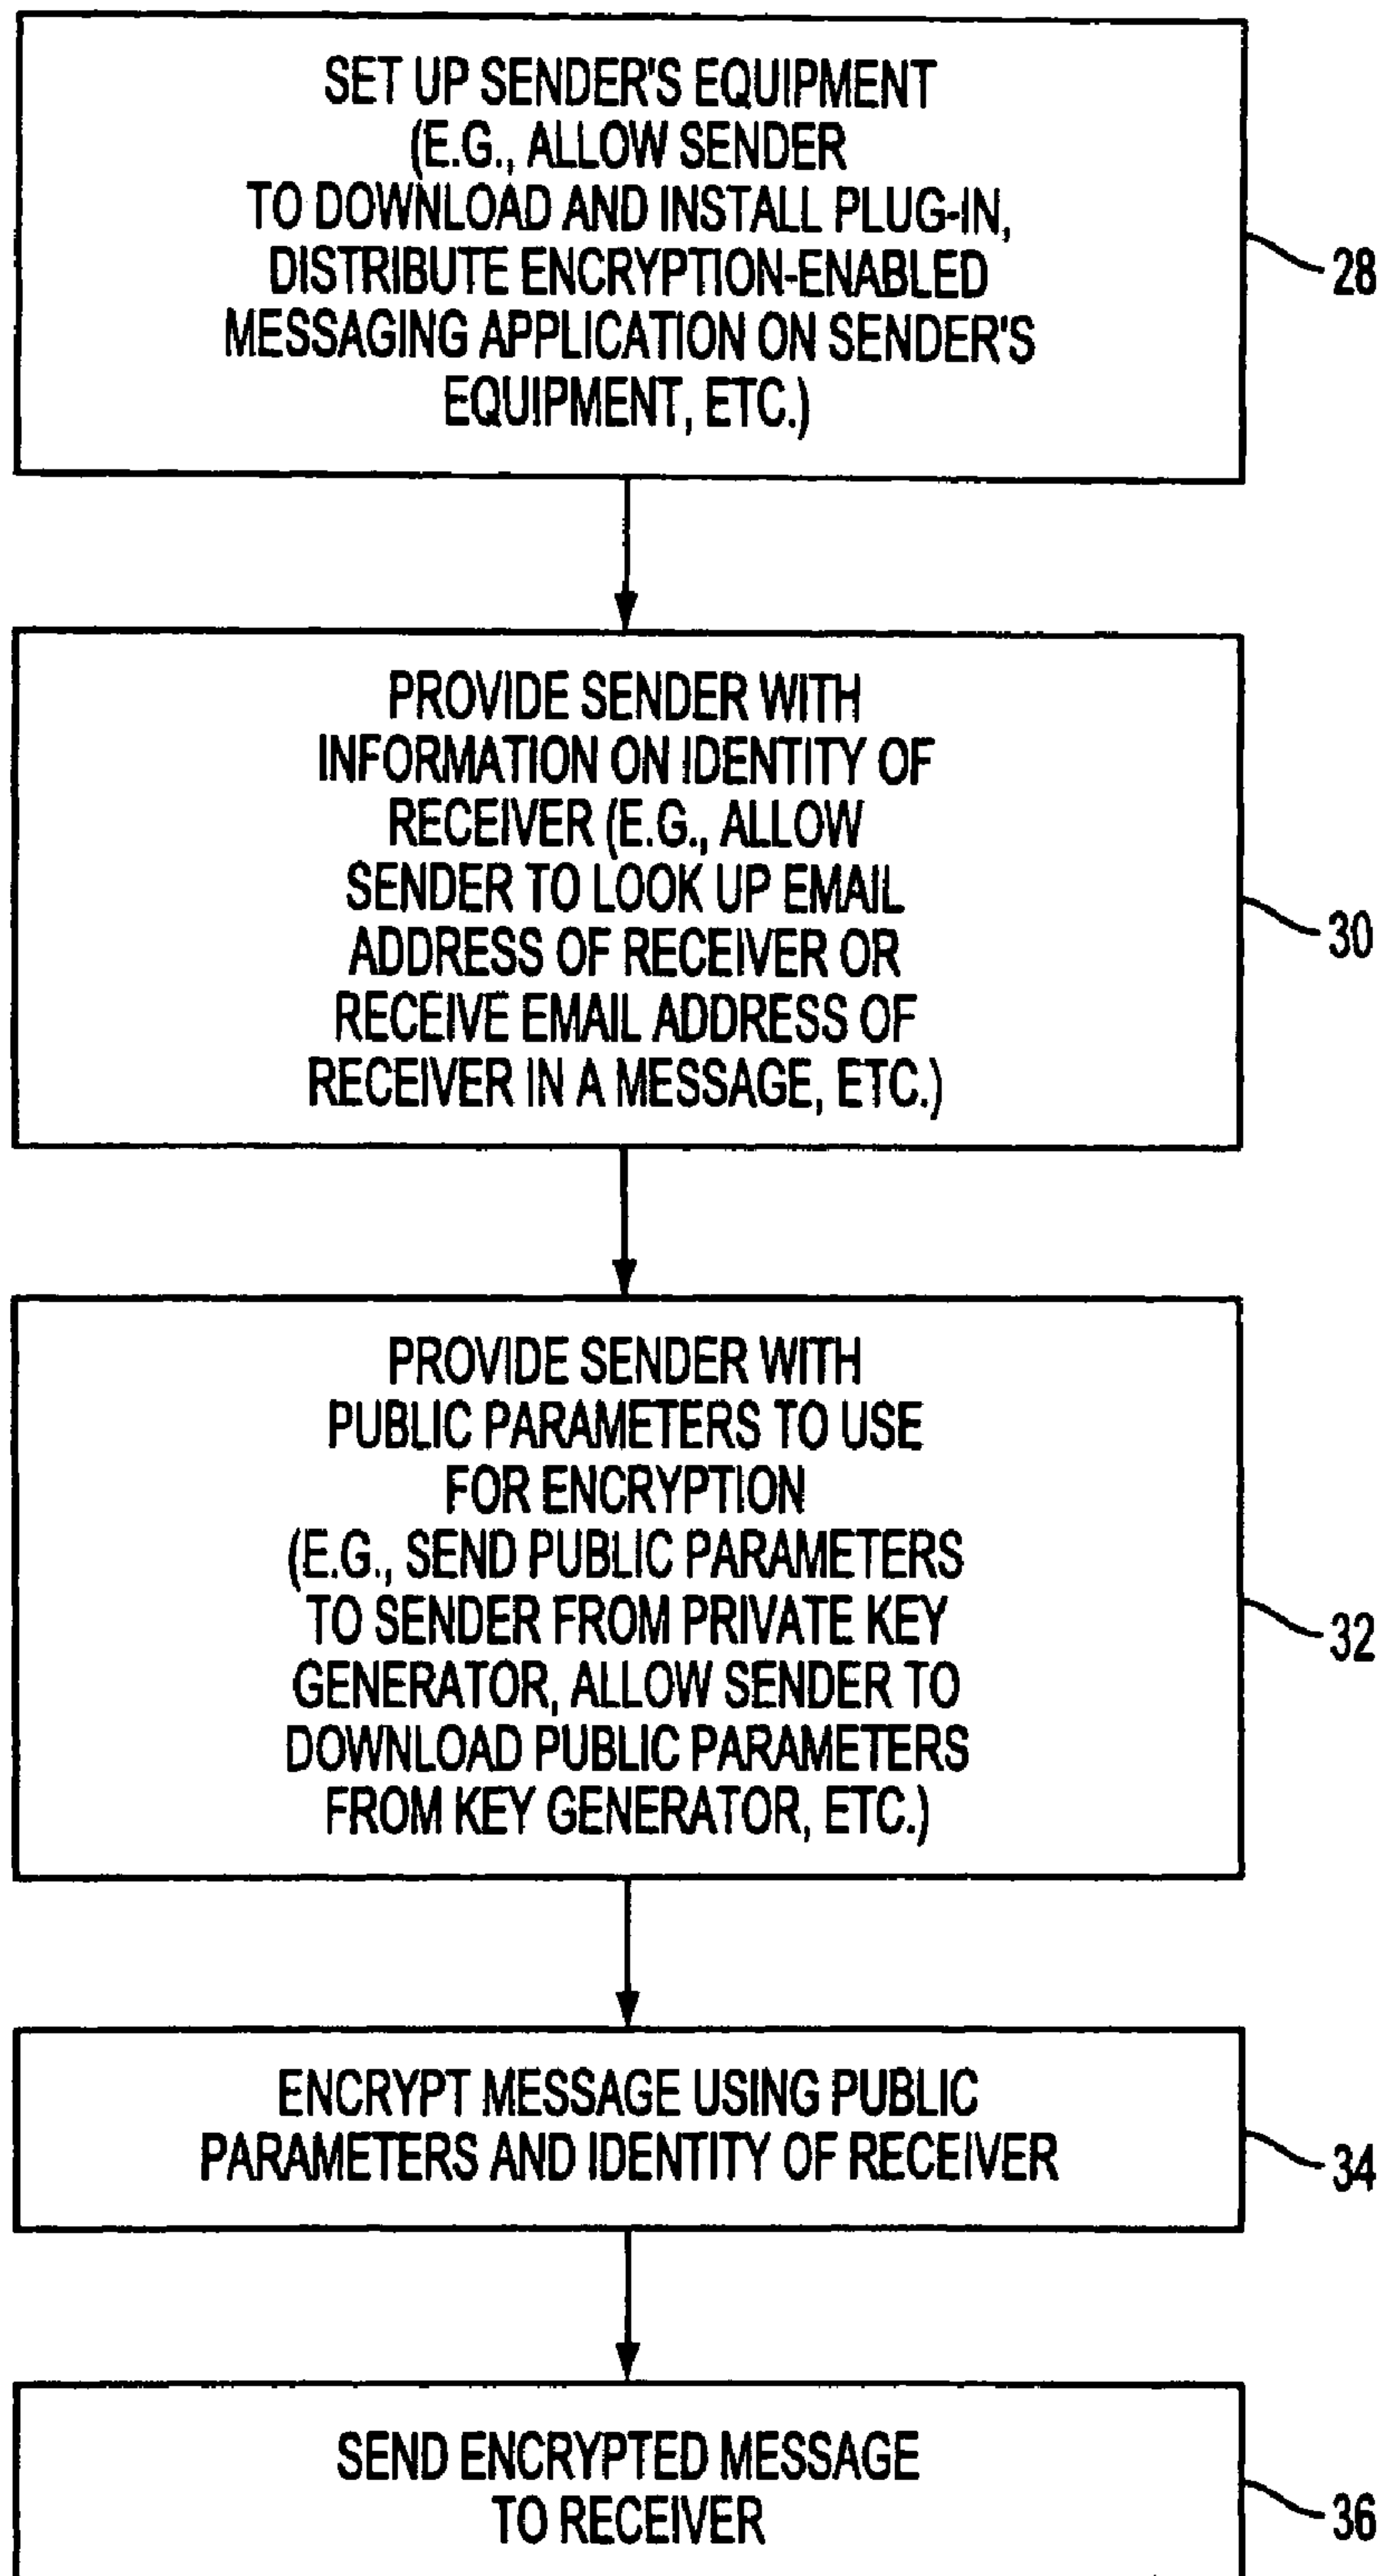 SET UP SENDER'S EQUIPMENT
(E.G., ALLOW SENDER
TO DOWNLOAD AND INSTALL PLUG-IN,
DISTRIBUTE ENCRYPTION-ENABLED
MESSAGING APPLICATION ON SENDER'S
EQUIPMENT, ETC.)
28
PROVIDE SENDER WITH
INFORMATION ON IDENTITY OF
RECEIVER (E.G., ALLOW
SENDER TO LOOK UP EMAIL
ADDRESS OF RECEIVER OR
RECEIVE EMAIL ADDRESS OF
RECEIVER IN A MESSAGE, ETC.)
30
PROVIDE SENDER WITH
PUBLIC PARAMETERS TO USE
FOR ENCRYPTION
(E.G., SEND PUBLIC PARAMETERS
TO SENDER FROM PRIVATE KEY
GENERATOR, ALLOW SENDER TO
DOWNLOAD PUBLIC PARAMETERS
FROM KEY GENERATOR, ETC.)
32
ENCRYPT MESSAGE USING PUBLIC
PARAMETERS AND IDENTITY OF RECEIVER
34
SEND ENCRYPTED MESSAGE
TO RECEIVER
36